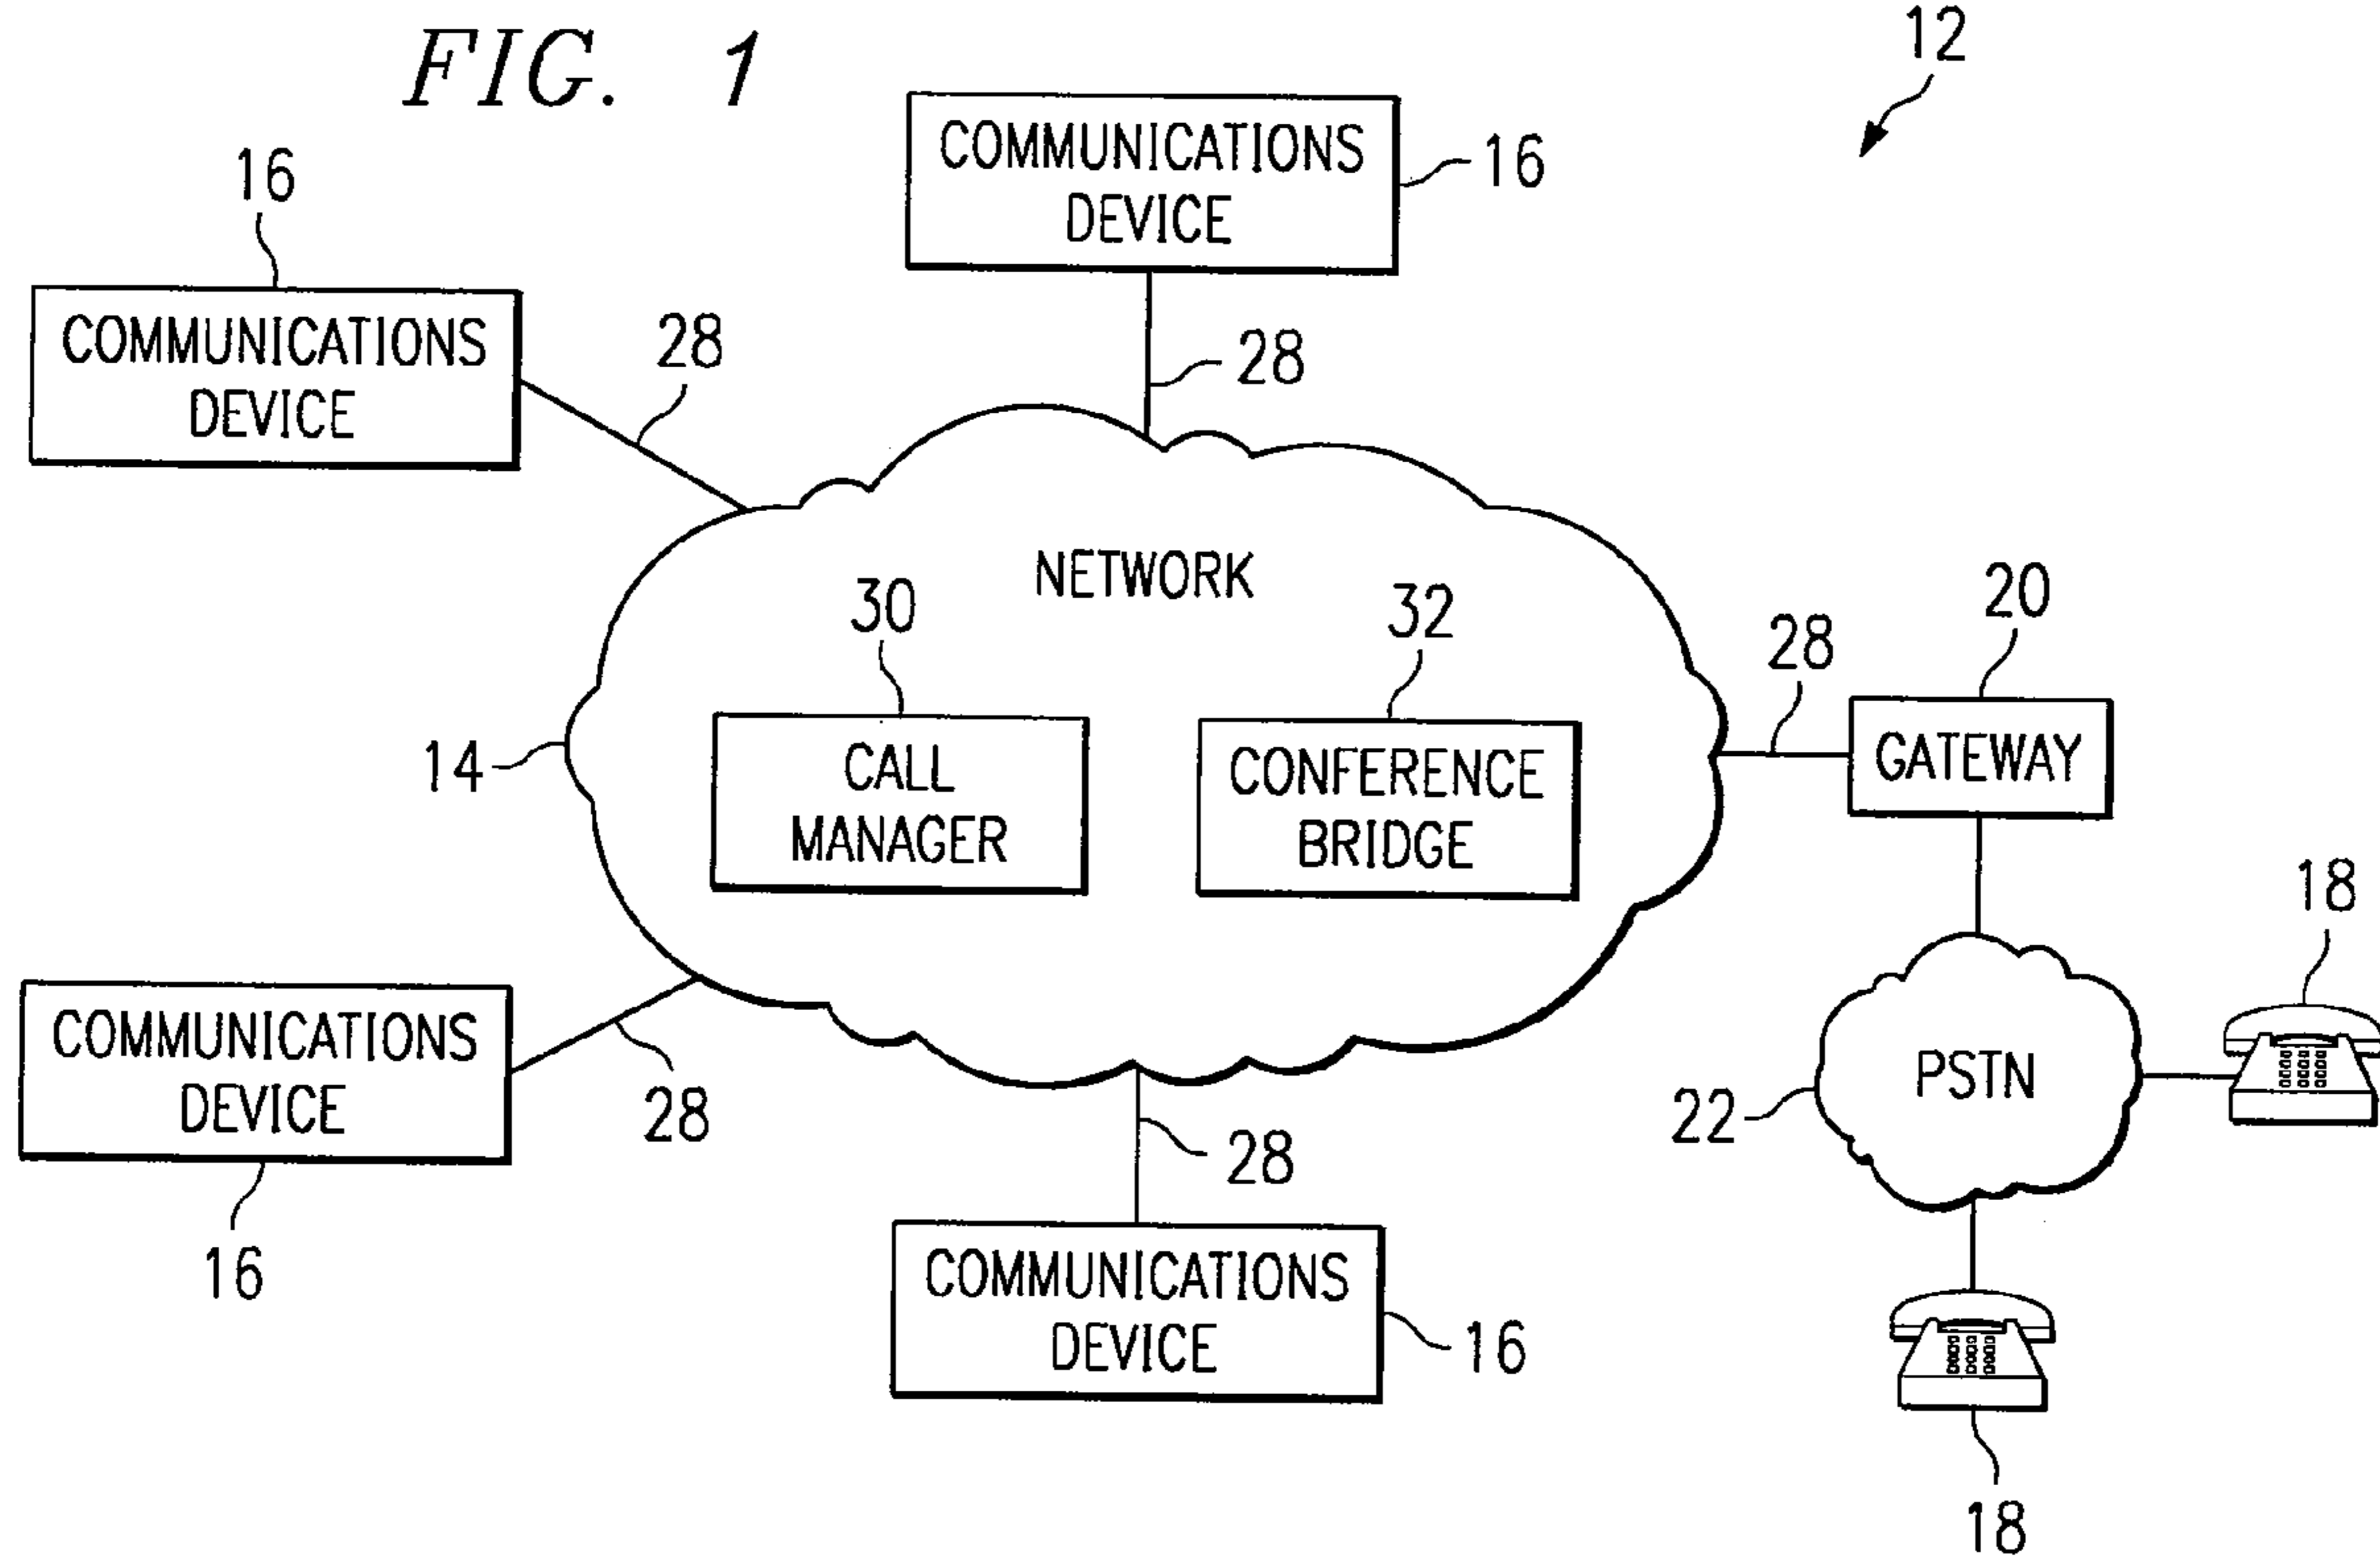 FIG. 1
12
COMMUNICATIONS
DEVICE
16
16
COMMUNICATIONS
DEVICE
28
28
NETWORK
30
32
CALL
MANAGER
CONFERENCE
BRIDGE
14
28
20
GATEWAY
18
PSTN
22
COMMUNICATIONS
DEVICE
28
16
28
COMMUNICATIONS
DEVICE
16
18